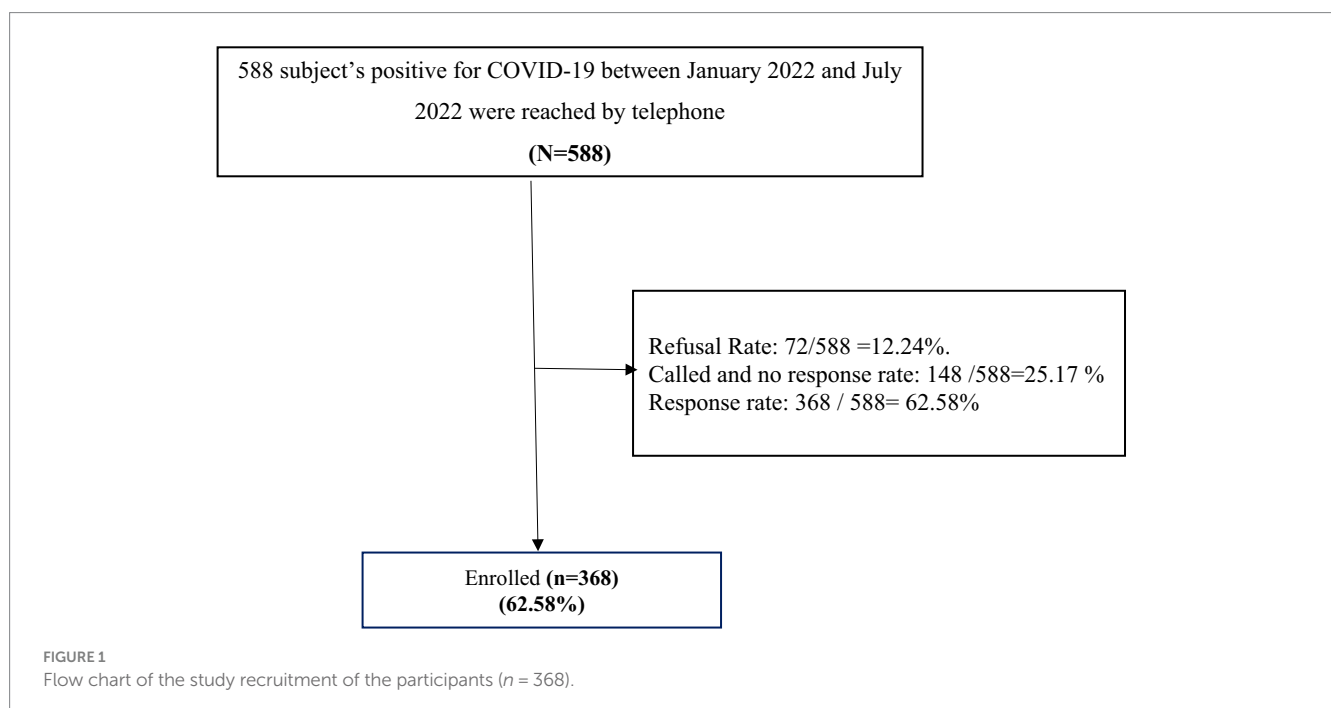 588 subject's positive for COVID-19 between January 2022 and July
2022 were reached by telephone
(N=588)
Refusal Rate: 72/588 =12.24%.
Called and no response rate: 148 /588=25.17 %
Response rate: 368 / 588= 62.58%
Enrolled (n=368)
(62.58%)
FIGURE 1
Flow chart of the study recruitment of the participants (n = 368).